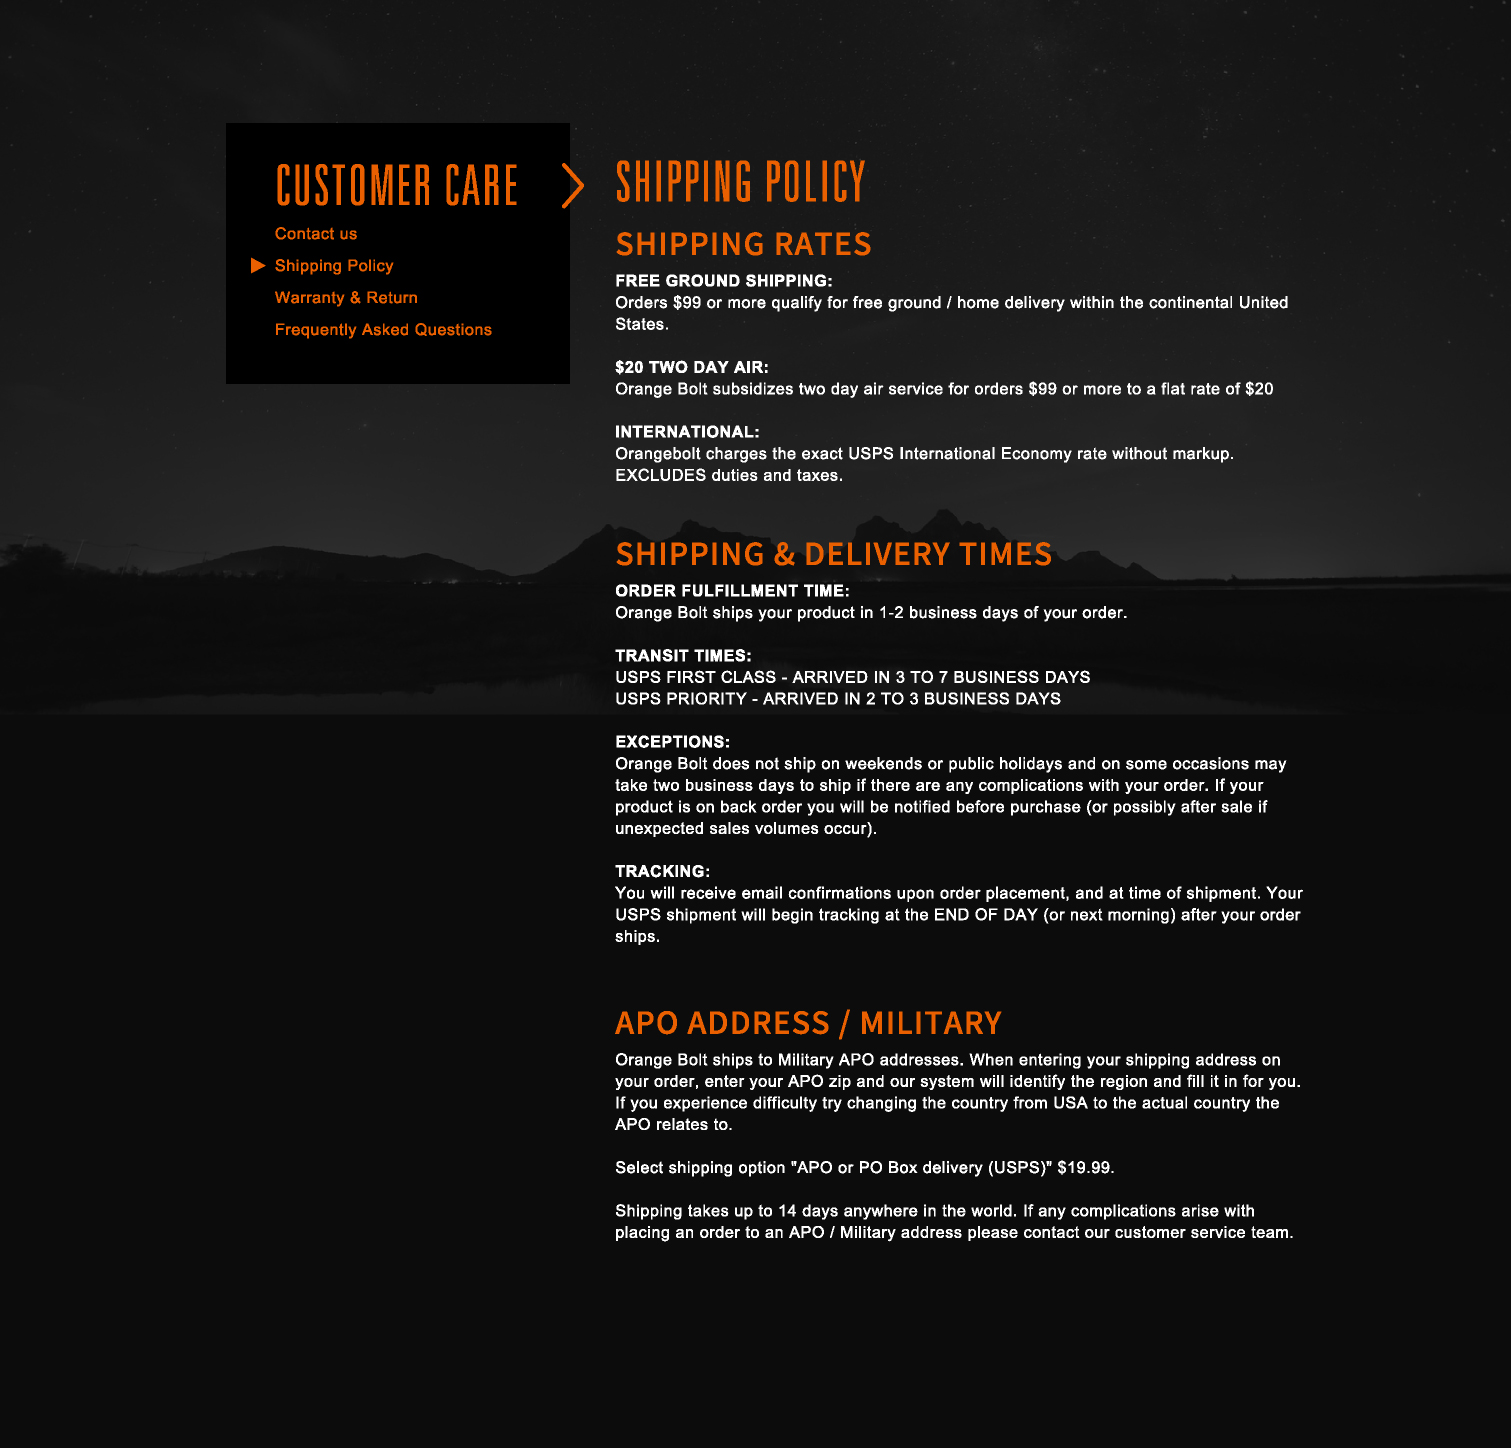 CUSTOMER CARE
Contact us
Shipping Policy
Warranty & Return
Frequently Asked Questions
SHIPPING POLICY
SHIPPING RATES
FREE GROUND SHIPPING:
Orders $99 or more qualify for free ground / home delivery within the continental United
States.
$20 TWO DAY AIR:
Orange Bolt subsidizes two day air service for orders $99 or more to a flat rate of $20
INTERNATIONAL:
Orangebolt charges the exact USPS International Economy rate without markup.
EXCLUDES duties and taxes.
SHIPPING & DELIVERY TIMES
ORDER FULFILLMENT TIME:
Orange Bolt ships your product in 1-2 business days of your order.
TRANSIT TIMES:
USPS FIRST CLASS - ARRIVED IN 3 TO 7 BUSINESS DAYS
USPS PRIORITY - ARRIVED IN 2 TO 3 BUSINESS DAYS
EXCEPTIONS:
Orange Bolt does not ship on weekends or public holidays and on some occasions may
take two business days to ship if there are any complications with your order. If your
product is on back order you will be notified before purchase (or possibly after sale if
unexpected sales volumes occur).
TRACKING:
You will receive email confirmations upon order placement, and at time of shipment. Your
USPS shipment will begin tracking at the END OF DAY (or next morning) after your order
ships.
APO ADDRESS / MILITARY
Orange Bolt ships to Military APO addresses. When entering your shipping address on
your order, enter your APO zip and our system will identify the region and fill it in for you.
If you experience difficulty try changing the country from USA to the actual country the
APO relates to.
Select shipping option "APO or PO Box delivery (USPS)" $19.99.
Shipping takes up to 14 days anywhere in the world. If any complications arise with
placing an order to an APO / Military address please contact our customer service team.